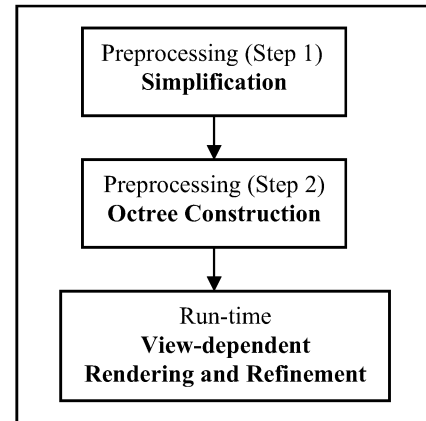 Preprocessing (Step 1)
Simplification
Preprocessing (Step 2)
Octree Construction
Run-time
View-dependent
Rendering and Refinement